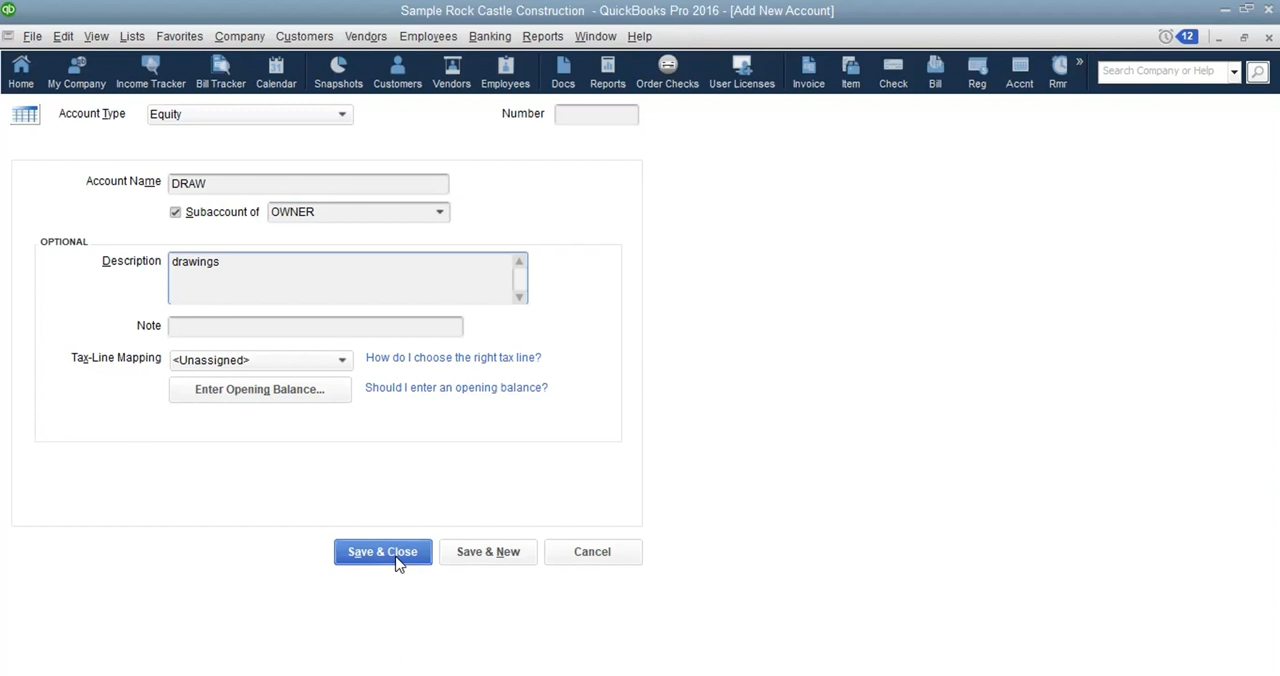 qb
Sample Rock Castle Construction - QuickBooks Pro 2016 - [Add New Account]
File Edit View Lists Favorites Company Customers Vendors Employees Banking Reports Window Help 12
Home My Company Income Tracker Bill Tracker Calendar Snapshots Customers Vendors Employees Docs Reports Order Checks User Licenses Invoice Item Check Bill Reg Accnt Rmr » Search Company or Help
Account Type Equity Number
Account Name DRAW
Subaccount of OWNER
OPTIONAL
Description drawings
Note
Tax-Line Mapping <Unassigned> How do I choose the right tax line?
Enter Opening Balance... Should I enter an opening balance?
Save & Close Save & New Cancel